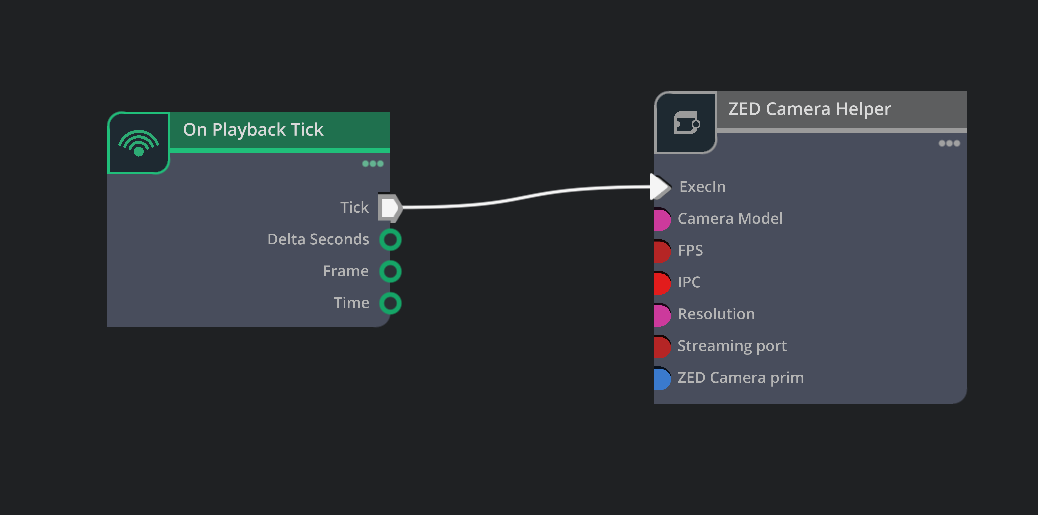 On Playback Tick
Tick
Delta Seconds
Frame
Time
ZED Camera Helper
ExecIn
Camera Model
FPS
IPC
Resolution
Streaming port
ZED Camera prim